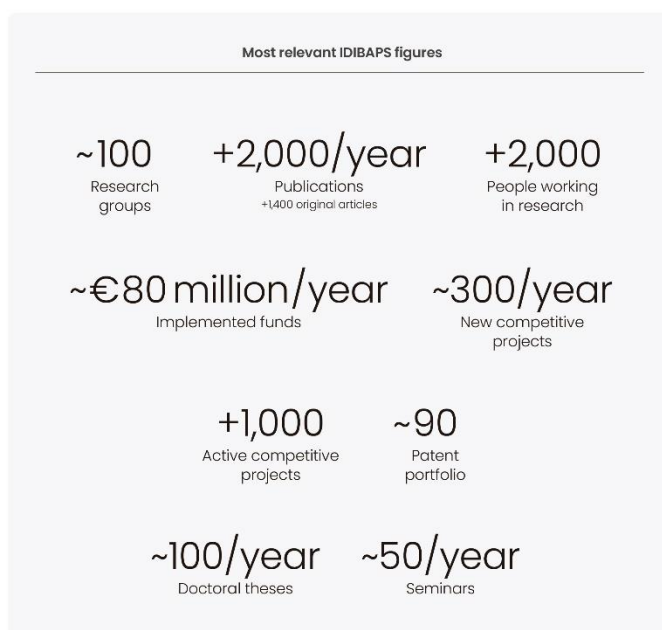 Most relevant IDIBAPS figures
~100
Research
groups
+2,000/year
Publications
+1,400 original articles
+2,000
People working
in research
~€80 million/year
Implemented funds
~300/year
New competitive
projects
+1,000
Active competitive
projects
~90
Patent
portfolio
~100/year
Doctoral theses
~50/year
Seminars